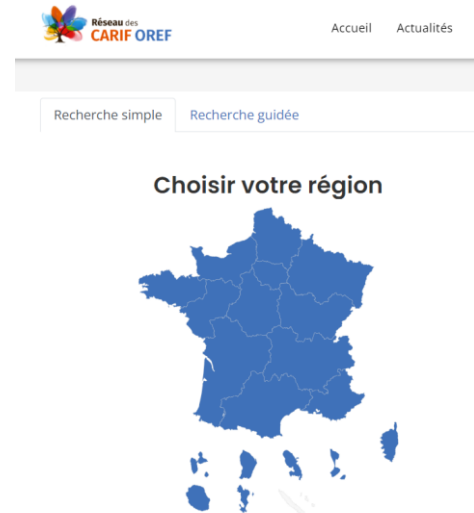 Réseau des
CARIF OREF
Accueil Actualités
Recherche simple Recherche guidée
Choisir votre région